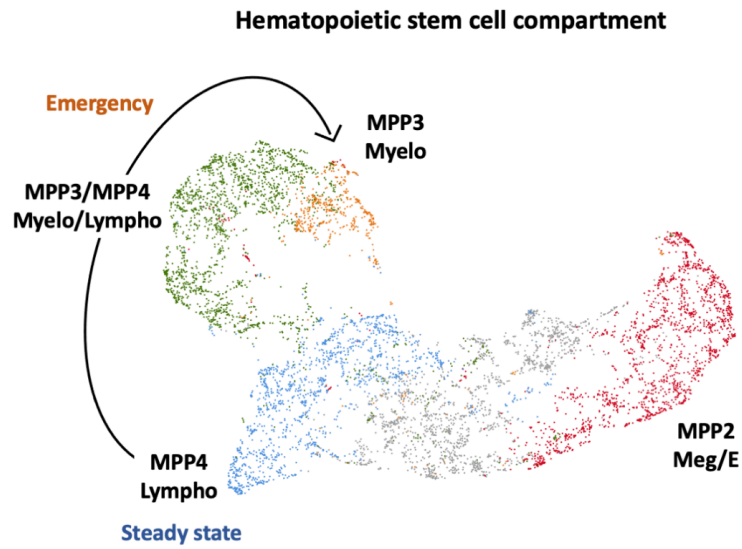 Hematopoietic stem cell compartment
Emergency
MPP3
Myelo
MPP3/MPP4
Myelo/Lympho
MPP2
Meg/E
MPP4
Lympho
Steady state